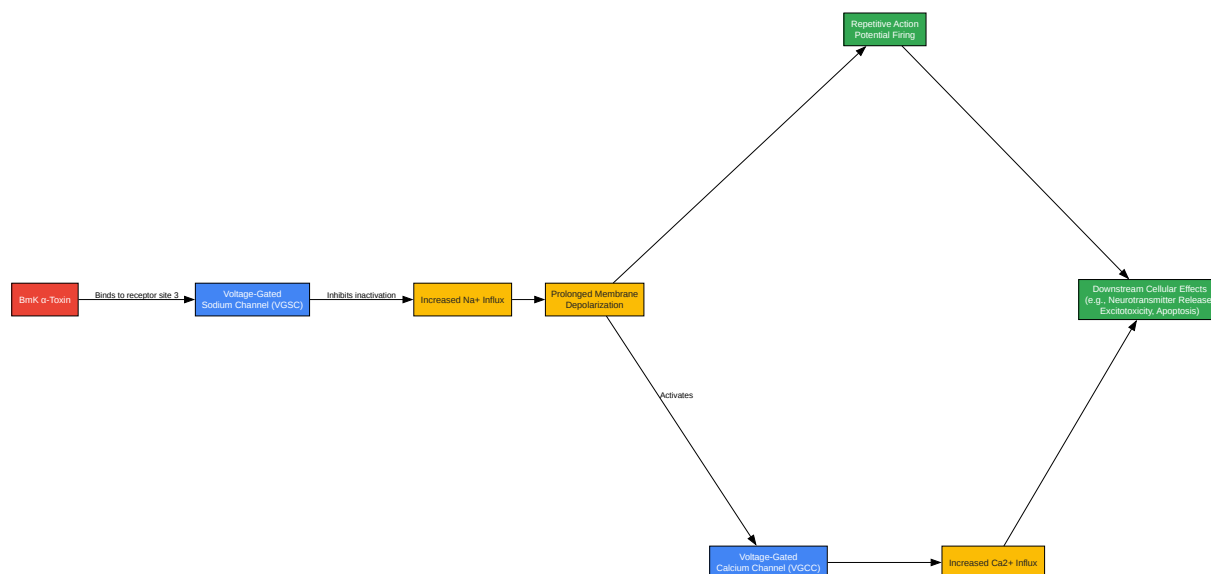 Repetitive Action
Potential Firing
BmK α-Toxin
Binds to receptor site 3
Voltage-Gated
Sodium Channel (VGSC)
Inhibits inactivation
Increased Na+ Influx
Prolonged Membrane
Depolarization
Downstream Cellular Effects
(e.g., Neurotransmitter Release
Excitotoxicity, Apoptosis)
Activates
Voltage-Gated
Calcium Channel (VGCC)
Increased Ca2+ Influx